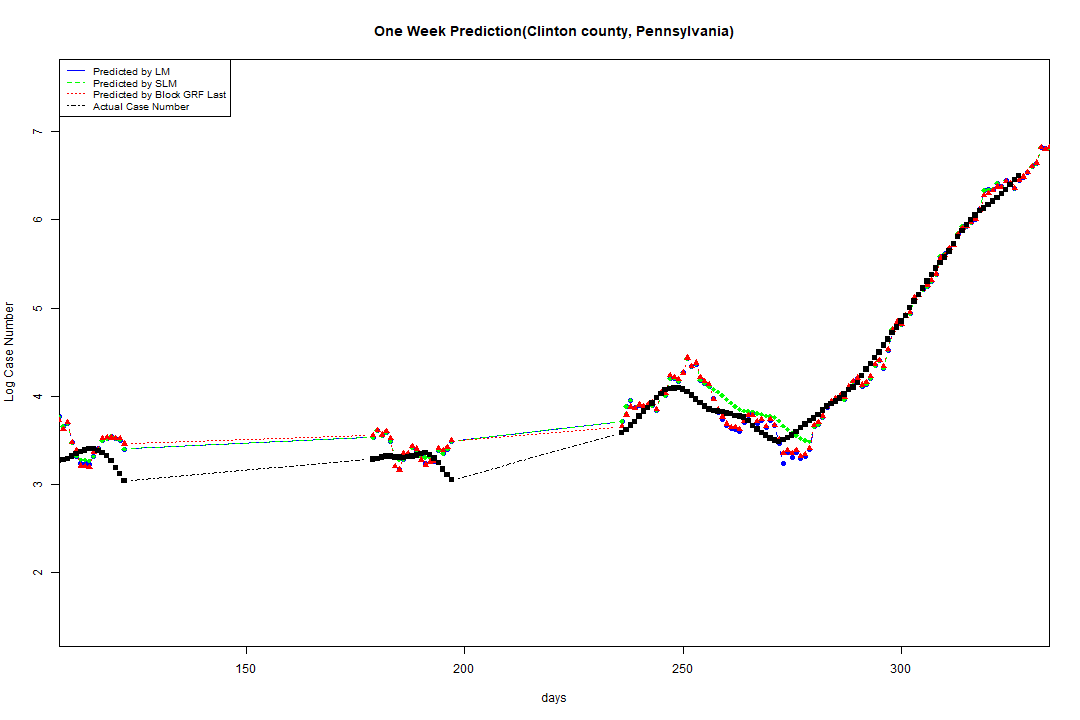 One Week Prediction(Clinton county, Pennsylvania)
Predicted by LM
Predicted by SLM
Predicted by Block GRF Last
Actual Case Number
7
6
5
4
3
2
Log Case Number
150
200
250
300
days